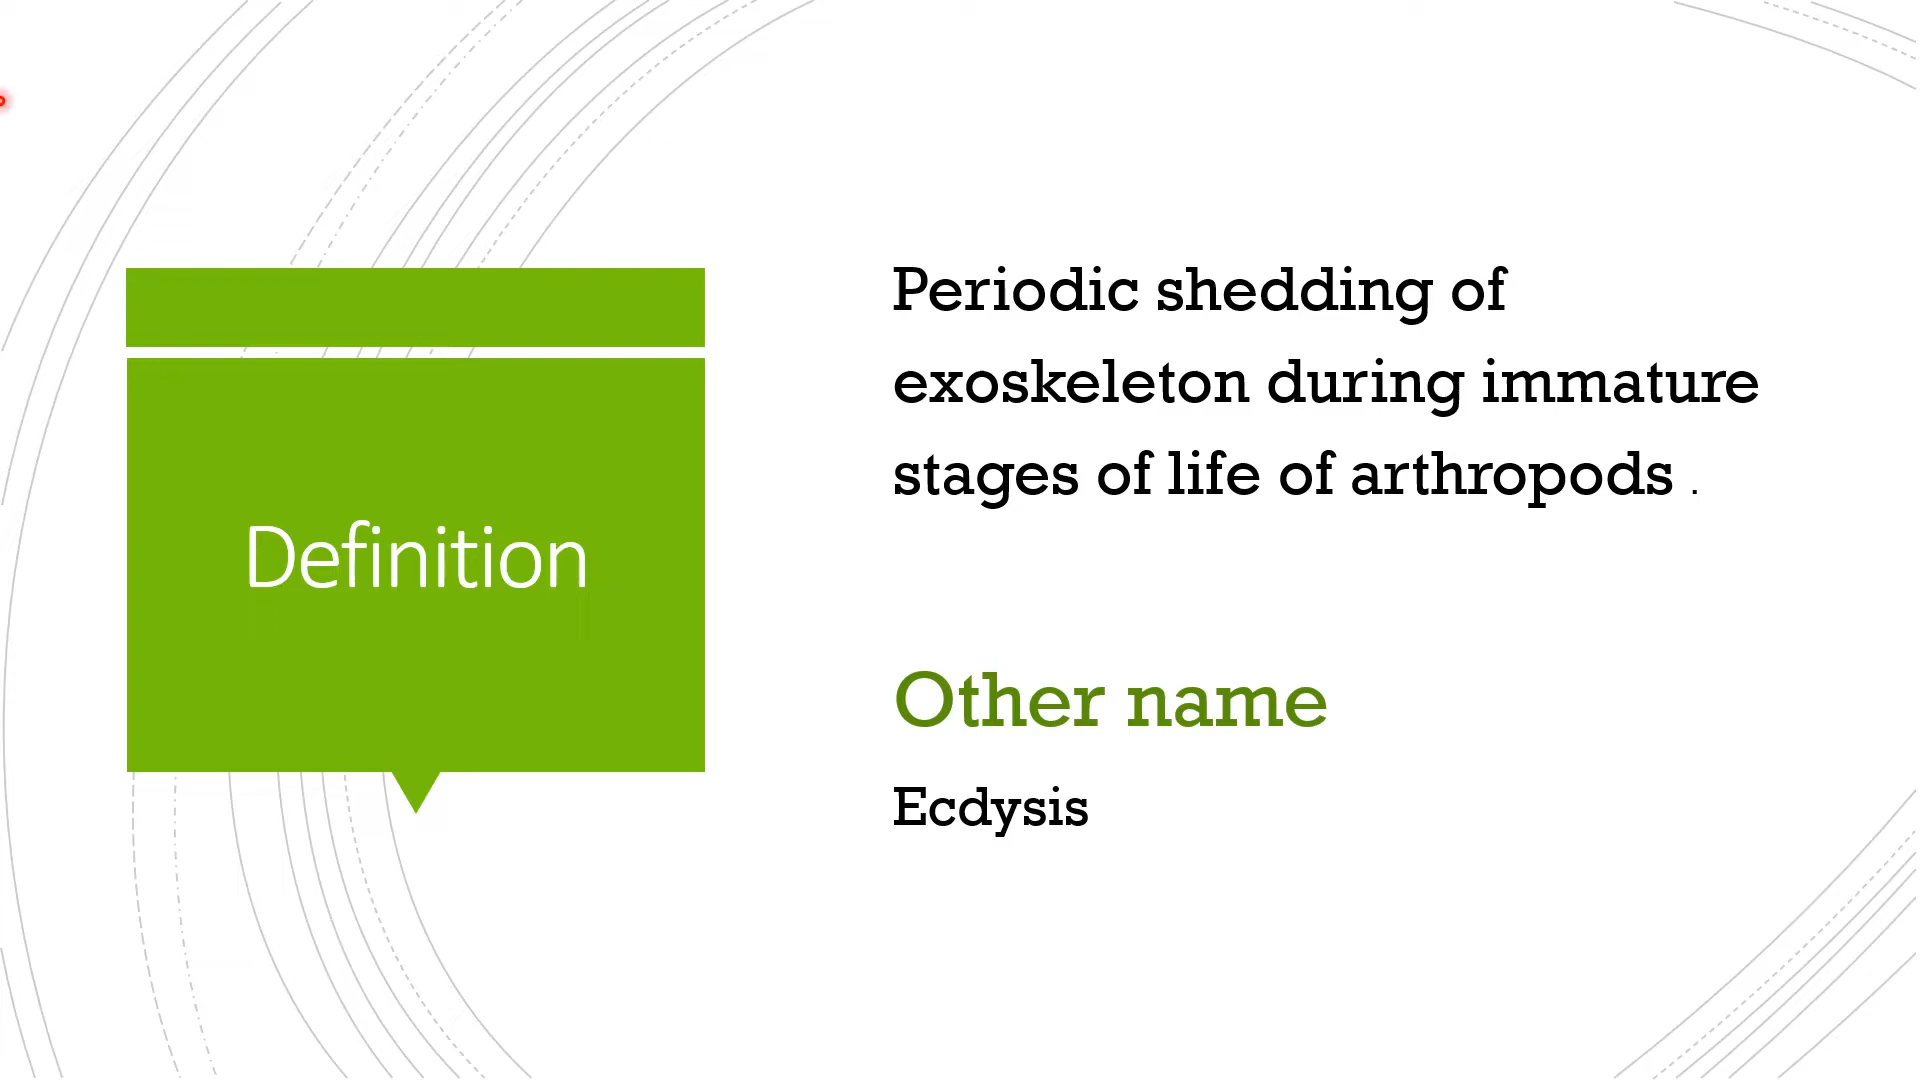 Definition
Periodic shedding of
exoskeleton during immature
stages of life of arthropods .
Other name
Ecdysis